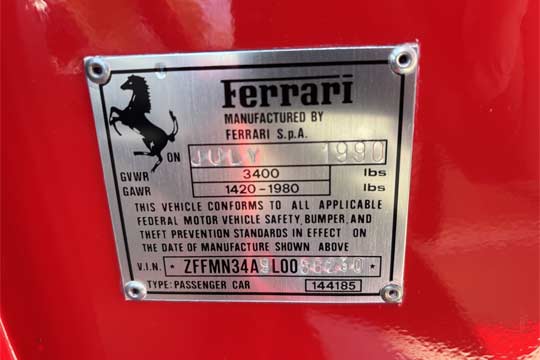 Ferrari
MANUFACTURED BY
FERRARI S.p.A.
ON JULY 1990
GVWR 3400 lbs
GAWR 1420-1980 lbs
THIS VEHICLE CONFORMS TO ALL APPLICABLE
FEDERAL MOTOR VEHICLE SAFETY, BUMPER, AND
THEFT PREVENTION STANDARDS IN EFFECT ON
THE DATE OF MANUFACTURE SHOWN ABOVE
V.I.N.
TYPE: PASSENGER CAR 144185